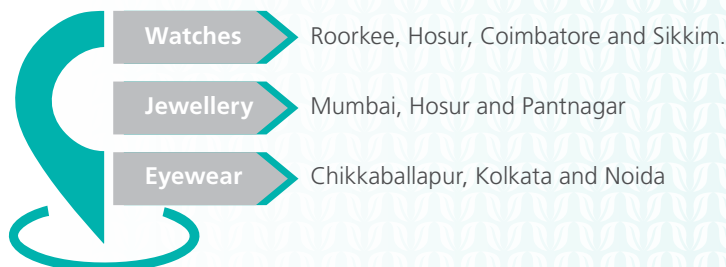 Watches Roorkee, Hosur, Coimbatore and Sikkim.
Jewellery Mumbai, Hosur and Pantnagar
Eyewear Chikkaballapur, Kolkata and Noida